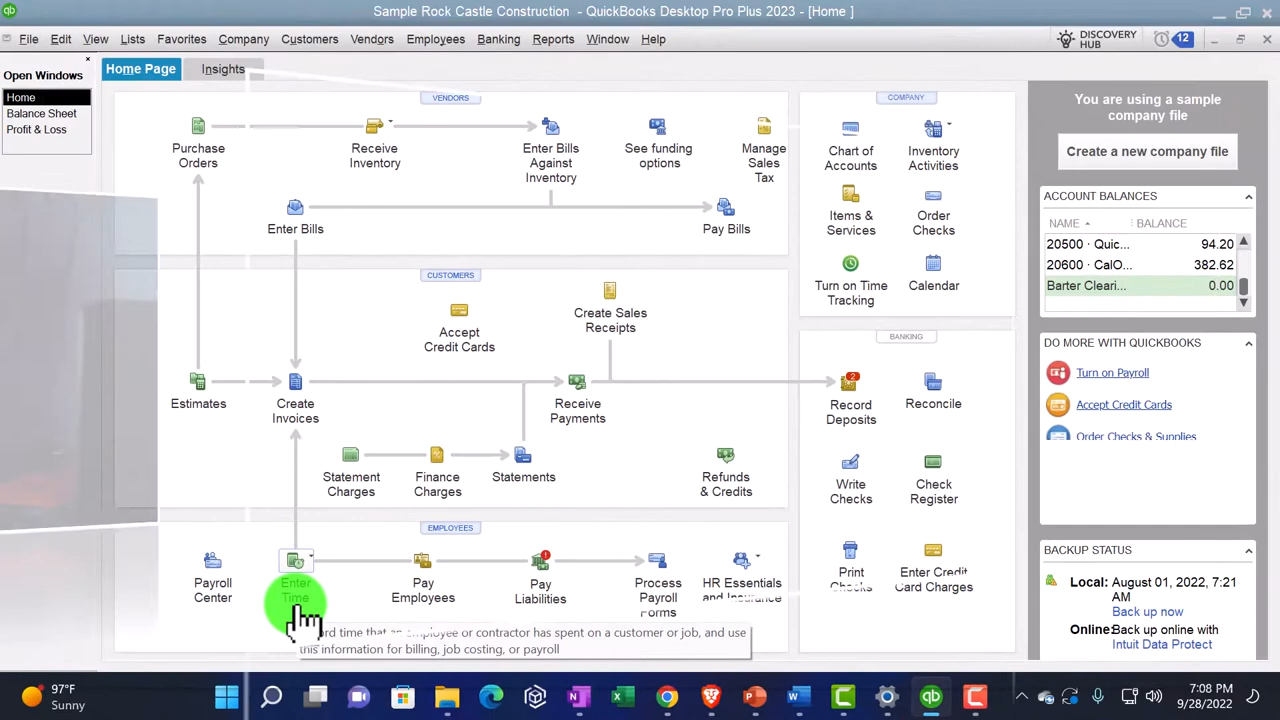 Sample Rock Castle Construction - QuickBooks Desktop Pro Plus 2023 - [Home ]
File Edit View Lists Favorites Company Customers Vendors Employees Banking Reports Window Help
DISCOVERY
HUB
12
Open Windows
Home
Balance Sheet
Profit & Loss
Home Page
Insights
VENDORS
Purchase
Orders
Receive
Inventory
Enter Bills
Against
Inventory
See funding
options
Manage
Sales
Tax
Enter Bills
Pay Bills
CUSTOMERS
Accept
Credit Cards
Create Sales
Receipts
Estimates
Create
Invoices
Receive
Payments
Statement
Charges
Finance
Charges
Statements
Refunds
& Credits
EMPLOYEES
Payroll
Center
Enter
Time
Pay
Employees
Pay
Liabilities
Process
Payroll
Forms
HR Essentials
and Insurance
time that an employee or contractor has spent on a customer or job, and use
this information for billing, job costing, or payroll
COMPANY
Chart of
Accounts
Inventory
Activities
Items &
Services
Order
Checks
Turn on Time
Tracking
Calendar
BANKING
2
Record
Deposits
Reconcile
Write
Checks
Check
Register
Print
Checks
Enter Credit
Card Charges
You are using a sample
company file
Create a new company file
ACCOUNT BALANCES
NAME BALANCE
20500 · Quic... 94.20
20600 · CalO... 382.62
Barter Cleari... 0.00
DO MORE WITH QUICKBOOKS
Turn on Payroll
Accept Credit Cards
Order Checks & Supplies
BACKUP STATUS
Local: August 01, 2022, 7:21
AM
Back up now
Online: Back up online with
Intuit Data Protect
97°F
Sunny
7:08 PM
9/28/2022